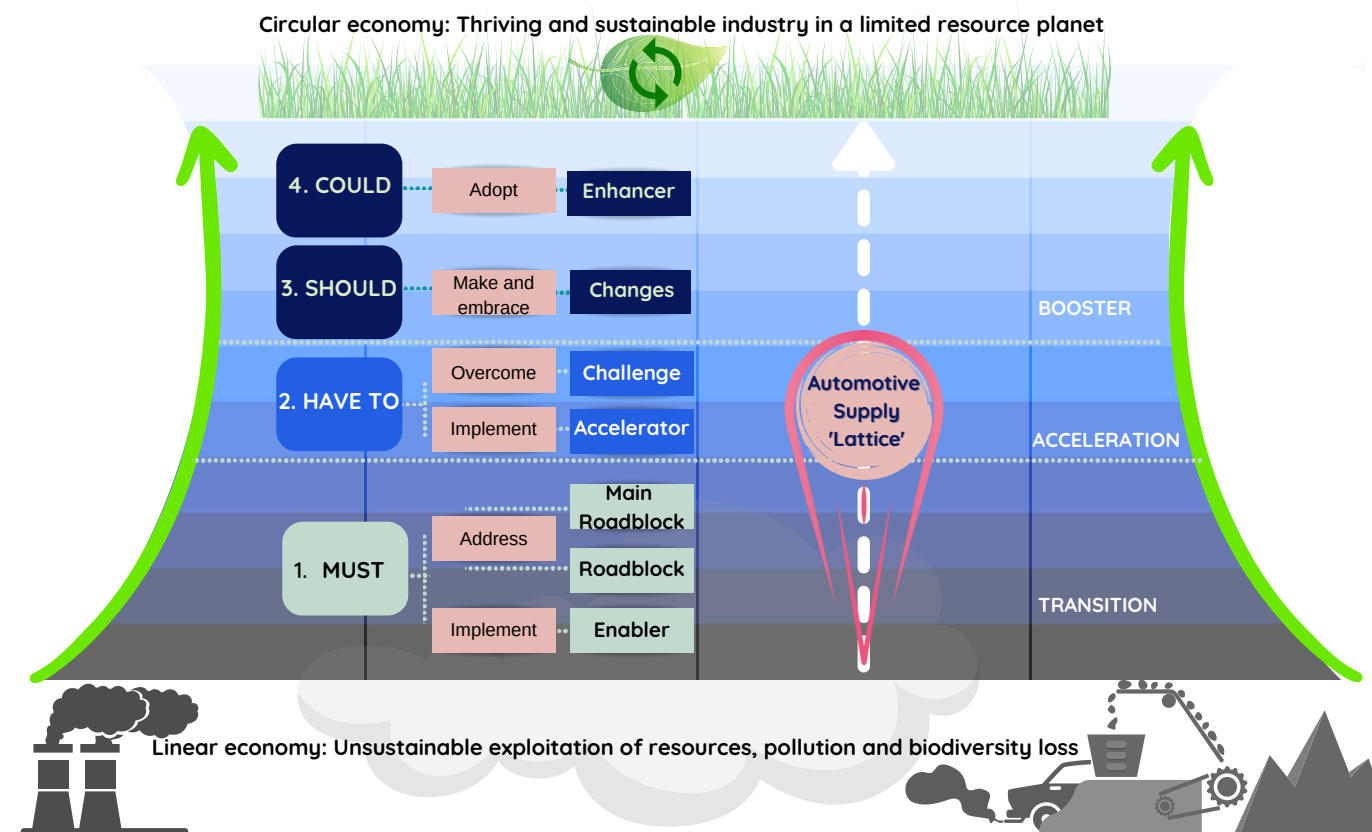 Circular economy: Thriving and sustainable industry in a limited resource planet
4. COULD
Adopt
Enhancer
3. SHOULD
Make and
embrace
Changes
BOOSTER
2. HAVE TO
Overcome
Challenge
Implement
Accelerator
Automotive
Supply
'Lattice'
ACCELERATION
1. MUST
Address
Main
Roadblock
Roadblock
Implement
Enabler
TRANSITION
Linear economy: Unsustainable exploitation of resources, pollution and biodiversity loss